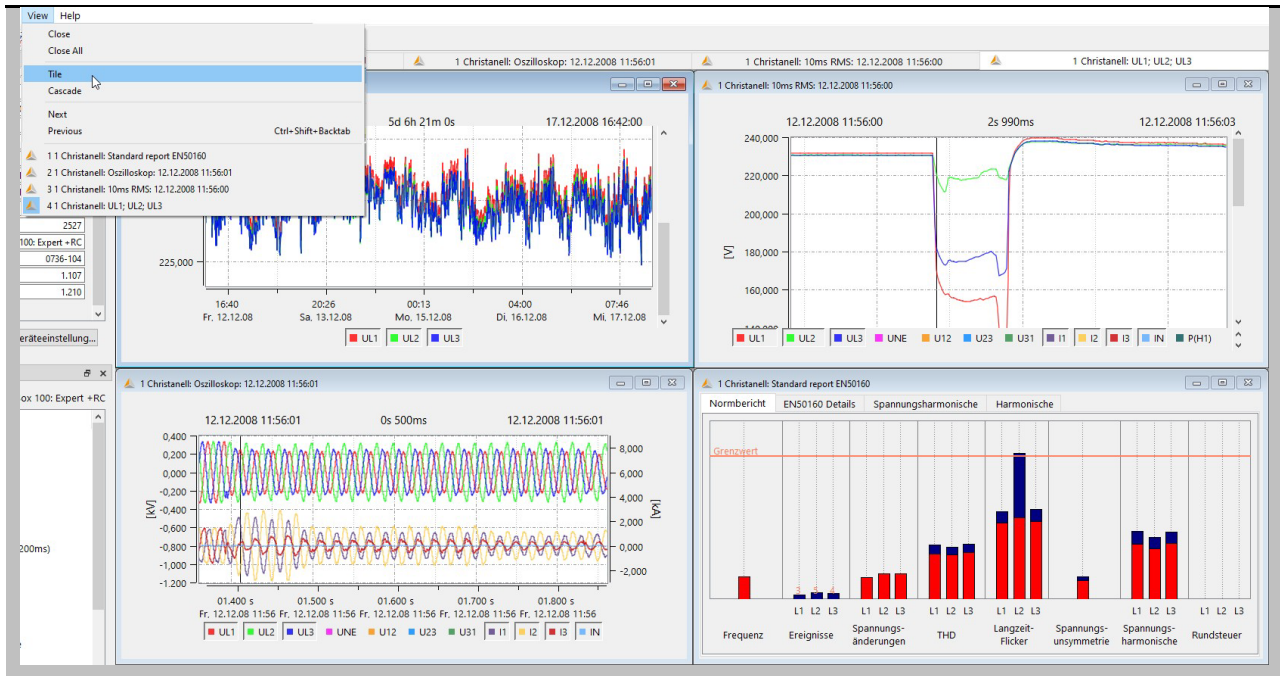 View Help
Close
Close All
Tile
Cascade
Next
Previous Ctrl+Shift+Backtab
1 1 Christanell: Standard report EN50160
2 1 Christanell: Oszilloskop: 12.12.2008 11:56:01
3 1 Christanell: 10ms RMS: 12.12.2008 11:56:00
4 1 Christanell: UL1; UL2; UL3
1 Christanell: Oszilloskop: 12.12.2008 11:56:01
1 Christanell: 10ms RMS: 12.12.2008 11:56:00
1 Christanell: UL1; UL2; UL3
2527
100: Expert +RC
0736-104
1.107
1.210
eräteeinstellung...
ox 100: Expert +RC
200ms)
5d 6h 21m 0s 17.12.2008 16:42:00
225,000
16:40 20:26 00:13 04:00 07:46
Fr. 12.12.08 Sa. 13.12.08 Mo. 15.12.08 Di. 16.12.08 Mi. 17.12.08
UL1 UL2 UL3
1 Christanell: 10ms RMS: 12.12.2008 11:56:00
12.12.2008 11:56:00 2s 990ms 12.12.2008 11:56:03
240,000
220,000
200,000
[V]
180,000
160,000
140,000
UL1 UL2 UL3 UNE U12 U23 U31 I1 I2 I3 IN P(H1)
1 Christanell: Oszilloskop: 12.12.2008 11:56:01
12.12.2008 11:56:01 0s 500ms 12.12.2008 11:56:01
0,400
0,200
0,000
-0,200
-0,400
-0,600
-0,800
-1,000
-1,200
[kV]
8,000
6,000
4,000
2,000
0,000
-2,000
[kA]
01.400 s 01.500 s 01.600 s 01.700 s 01.800 s
Fr. 12.12.08 11:56 Fr. 12.12.08 11:56 Fr. 12.12.08 11:56 Fr. 12.12.08 11:56 Fr. 12.12.08 11:56
UL1 UL2 UL3 UNE U12 U23 U31 I1 I2 I3 IN
1 Christanell: Standard report EN50160
Normbericht EN50160 Details Spannungsharmonische Harmonische
Grenzwert
L1 L2 L3 L1 L2 L3 L1 L2 L3 L1 L2 L3 L1 L2 L3 L1 L2 L3
Frequenz
Ereignisse
Spannungs-
änderungen
THD
Langzeit-
Flicker
Spannungs-
unsymmetrie
Spannungs-
harmonische
Rundsteuer